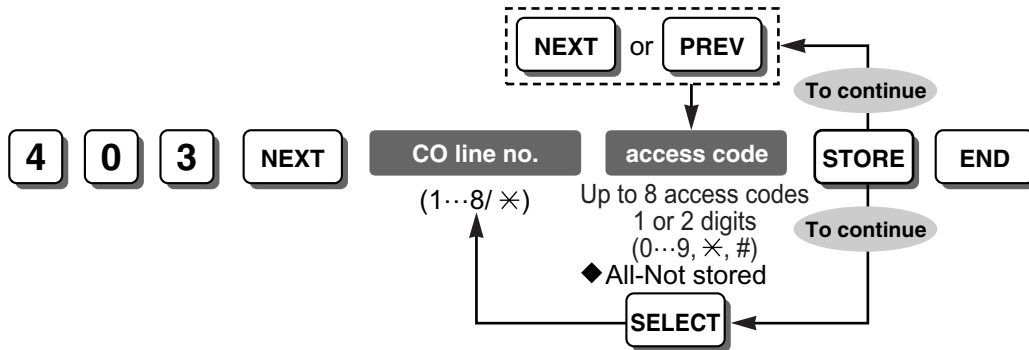 NEXT or PREV
To continue
4 0 3 NEXT CO line no. access code STORE END
(1···8/ ✳)
Up to 8 access codes
1 or 2 digits
(0···9, ✳, #)
◆All-Not stored
To continue
SELECT